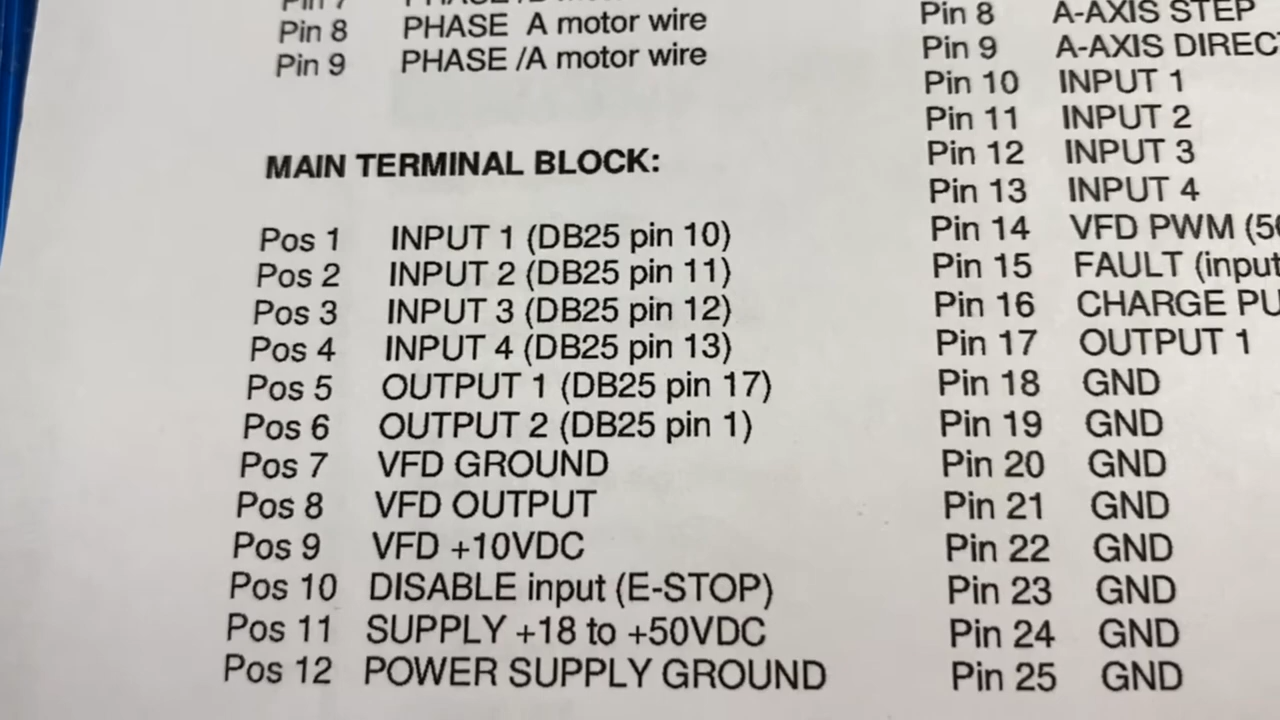 Pin 7
Pin 8 PHASE A motor wire
Pin 9 PHASE /A motor wire
MAIN TERMINAL BLOCK:
Pos 1 INPUT 1 (DB25 pin 10)
Pos 2 INPUT 2 (DB25 pin 11)
Pos 3 INPUT 3 (DB25 pin 12)
Pos 4 INPUT 4 (DB25 pin 13)
Pos 5 OUTPUT 1 (DB25 pin 17)
Pos 6 OUTPUT 2 (DB25 pin 1)
Pos 7 VFD GROUND
Pos 8 VFD OUTPUT
Pos 9 VFD +10VDC
Pos 10 DISABLE input (E-STOP)
Pos 11 SUPPLY +18 to +50VDC
Pos 12 POWER SUPPLY GROUND
Pin 8 A-AXIS STEP
Pin 9 A-AXIS DIREC
Pin 10 INPUT 1
Pin 11 INPUT 2
Pin 12 INPUT 3
Pin 13 INPUT 4
Pin 14 VFD PWM (50
Pin 15 FAULT (input
Pin 16 CHARGE PU
Pin 17 OUTPUT 1
Pin 18 GND
Pin 19 GND
Pin 20 GND
Pin 21 GND
Pin 22 GND
Pin 23 GND
Pin 24 GND
Pin 25 GND